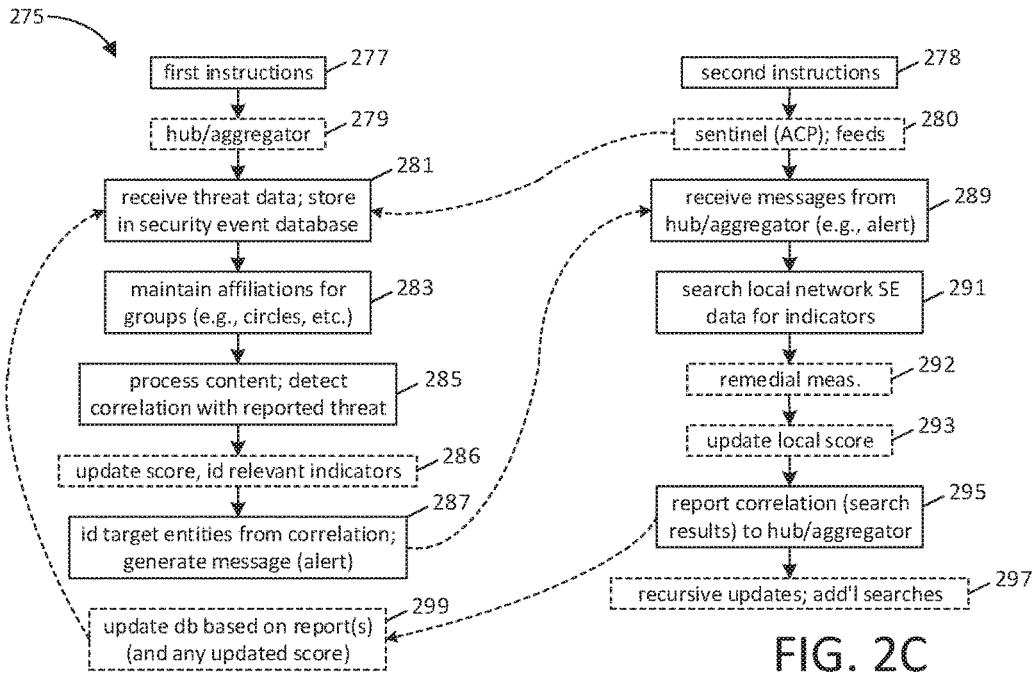 275
first instructions
277
hub/aggregator
279
receive threat data; store
in security event database
281
maintain affiliations for
groups (e.g., circles, etc.)
283
process content; detect
correlation with reported threat
285
update score, id relevant indicators
286
id target entities from correlation;
generate message (alert)
287
update db based on report(s)
(and any updated score)
299
second instructions
278
sentinel (ACP); feeds
280
receive messages from
hub/aggregator (e.g., alert)
289
search local network SE
data for indicators
291
remedial meas.
292
update local score
293
report correlation (search
results) to hub/aggregator
295
recursive updates; add'l searches
297
FIG. 2C